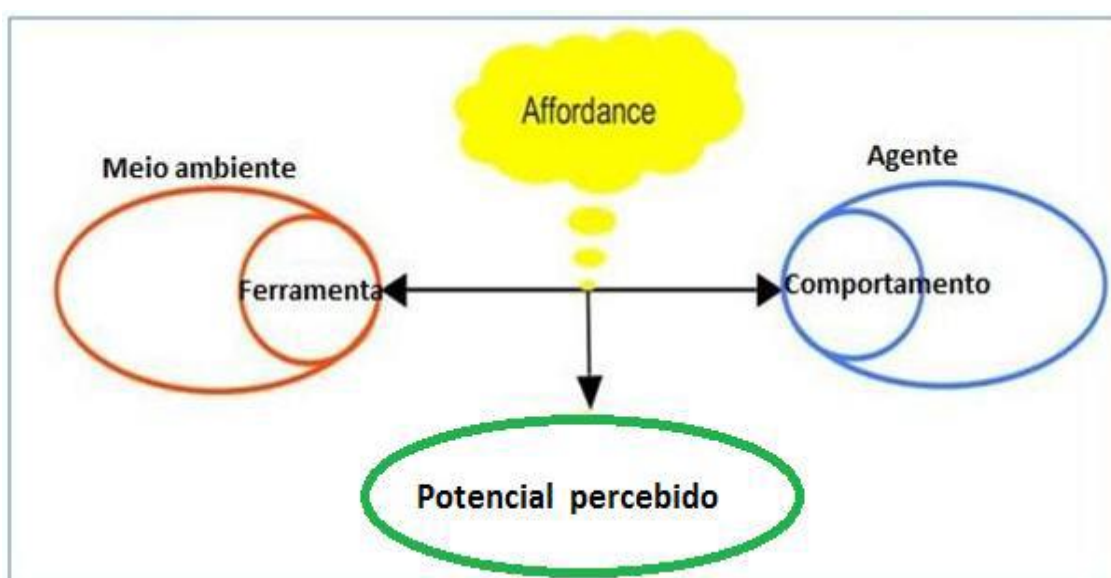 Affordance
Meio ambiente
Agente
Ferramenta
Comportamento
Potencial percebido